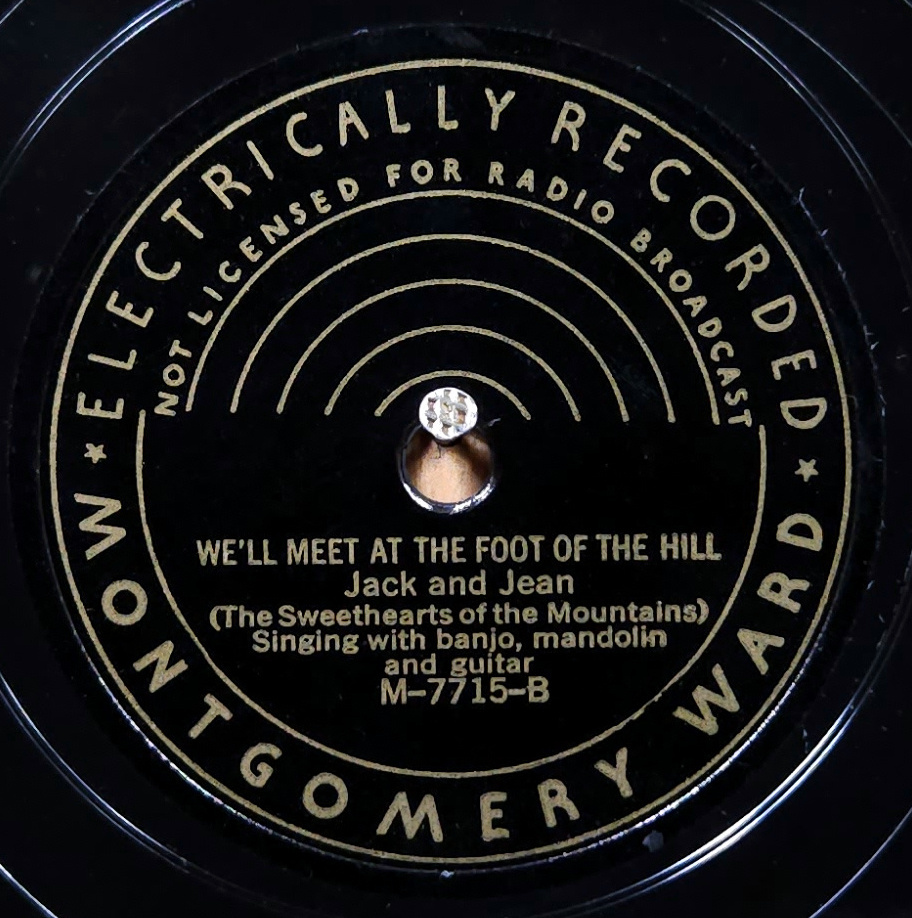 ELECTRICALLY RECORDED
NOT LICENSED FOR RADIO BROADCAST
WE'LL MEET AT THE FOOT OF THE HILL
Jack and Jean
(The Sweethearts of the Mountains)
Singing with banjo, mandolin
and guitar
M-7715-B
★ MONTGOMERY WARD ★